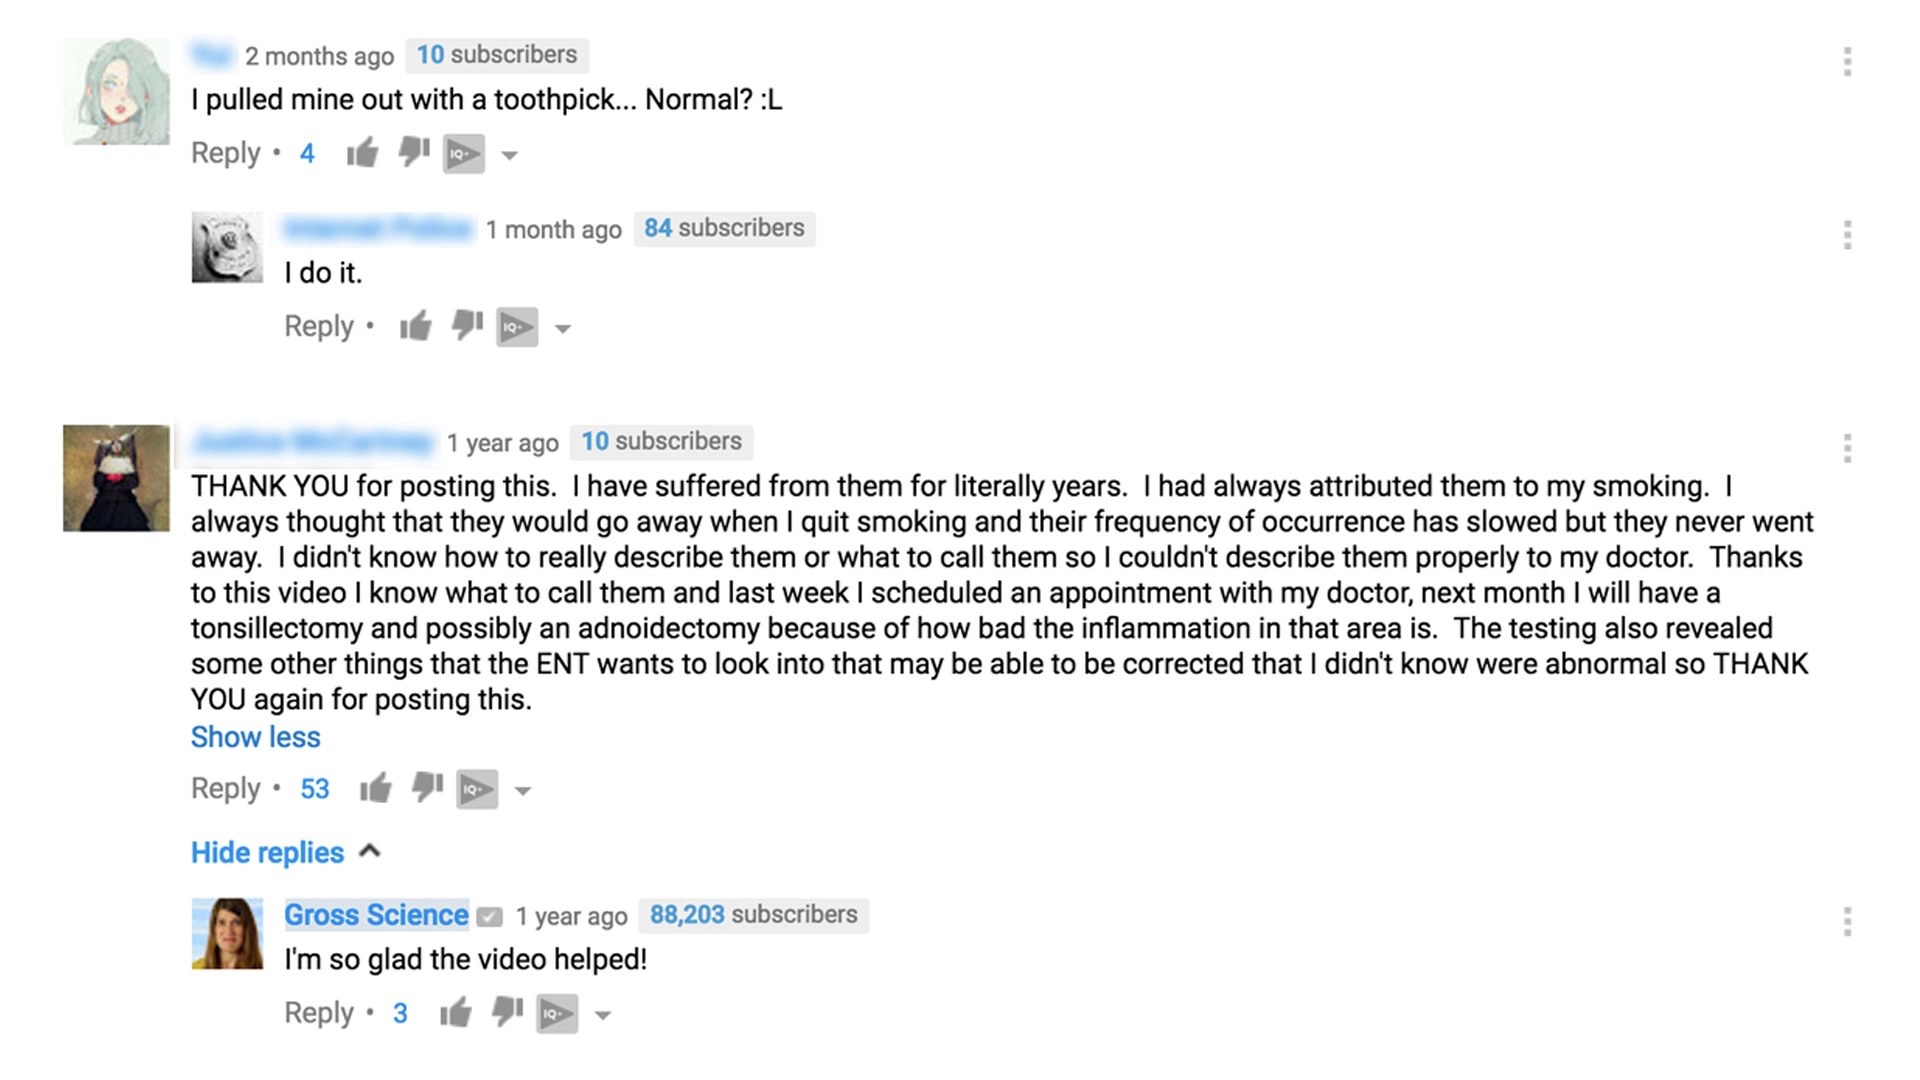 2 months ago 10 subscribers
I pulled mine out with a toothpick... Normal? :L
Reply • 4 IQ+
1 month ago 84 subscribers
I do it.
Reply • IQ+
1 year ago 10 subscribers
THANK YOU for posting this.  I have suffered from them for literally years.  I had always attributed them to my smoking.  I
always thought that they would go away when I quit smoking and their frequency of occurrence has slowed but they never went
away.  I didn't know how to really describe them or what to call them so I couldn't describe them properly to my doctor.  Thanks
to this video I know what to call them and last week I scheduled an appointment with my doctor, next month I will have a
tonsillectomy and possibly an adnoidectomy because of how bad the inflammation in that area is.  The testing also revealed
some other things that the ENT wants to look into that may be able to be corrected that I didn't know were abnormal so THANK
YOU again for posting this.
Show less
Reply • 53 IQ+
Hide replies
Gross Science 1 year ago 88,203 subscribers
I'm so glad the video helped!
Reply • 3 IQ+